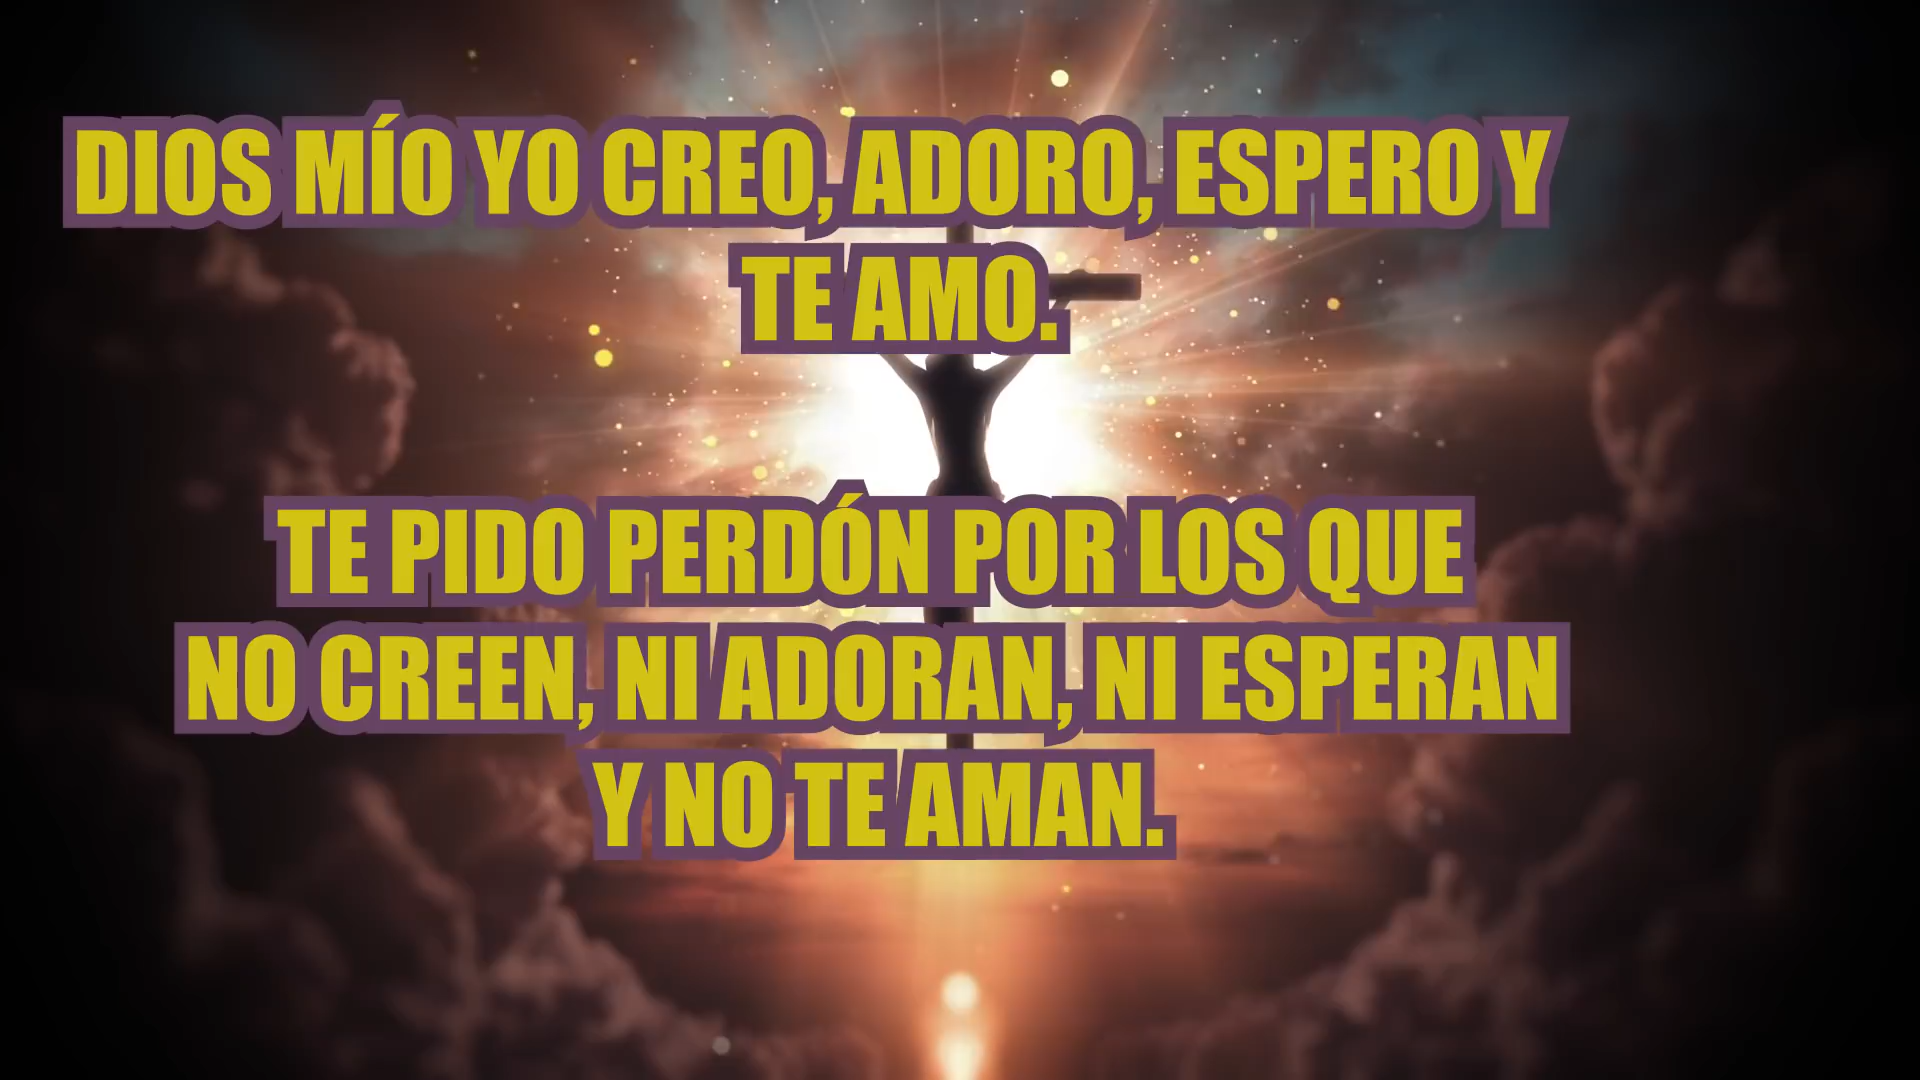 DIOS MÍO YO CREO, ADORO, ESPERO Y
TE AMO.
TE PIDO PERDÓN POR LOS QUE
NO CREEN, NI ADORAN, NI ESPERAN
Y NO TE AMAN.